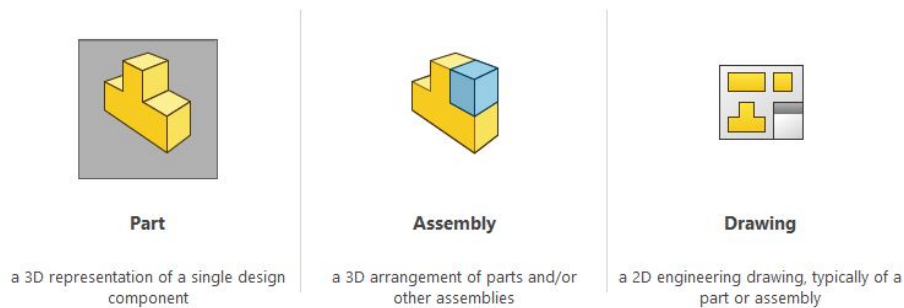 Part
a 3D representation of a single design
component
Assembly
a 3D arrangement of parts and/or
other assemblies
Drawing
a 2D engineering drawing, typically of a
part or assembly